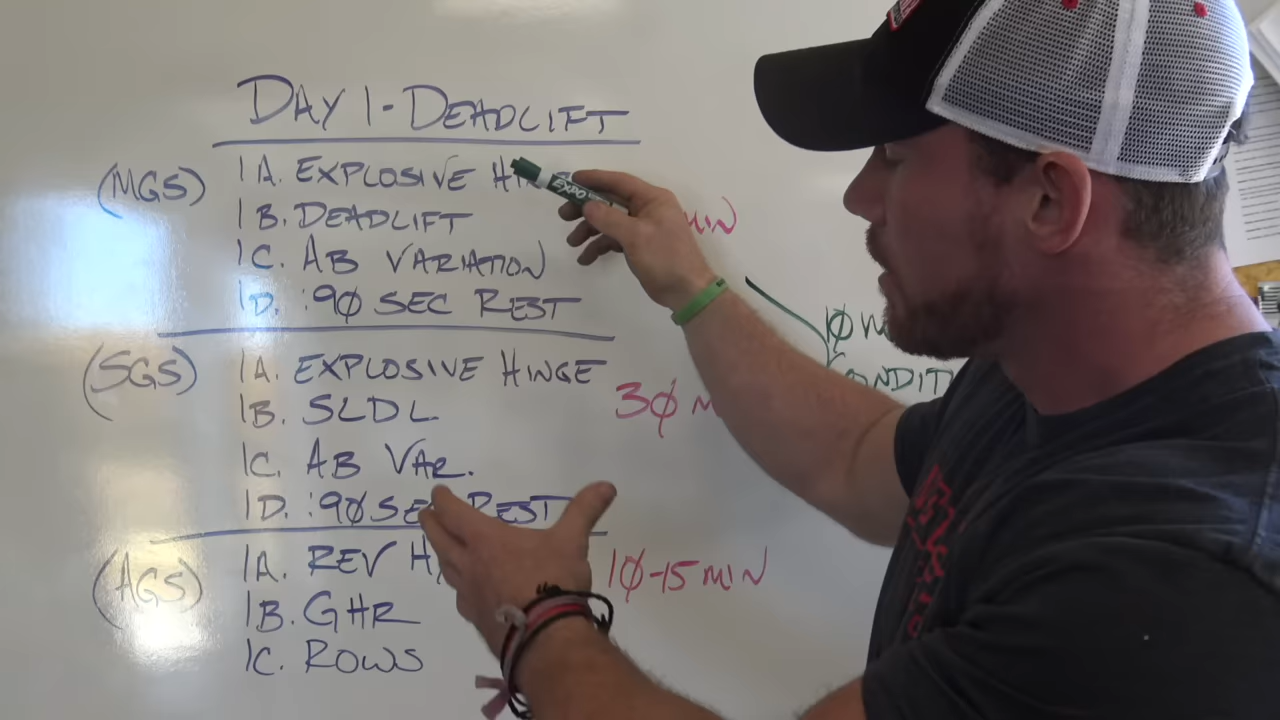 DAY 1 - DEADLIFT
(MGS) 1A. EXPLOSIVE
1B. DEADLIFT
1C. AB VARIATION
1D. :90 SEC REST
MIN
(SGS) 1A. EXPLOSIVE HINGE
1B. SLDL
1C. AB VAR.
1D. :90 SEC REST
30
10
(AGS) 1A. REV
1B. GHR
1C. ROWS
10-15 MIN
EXPO